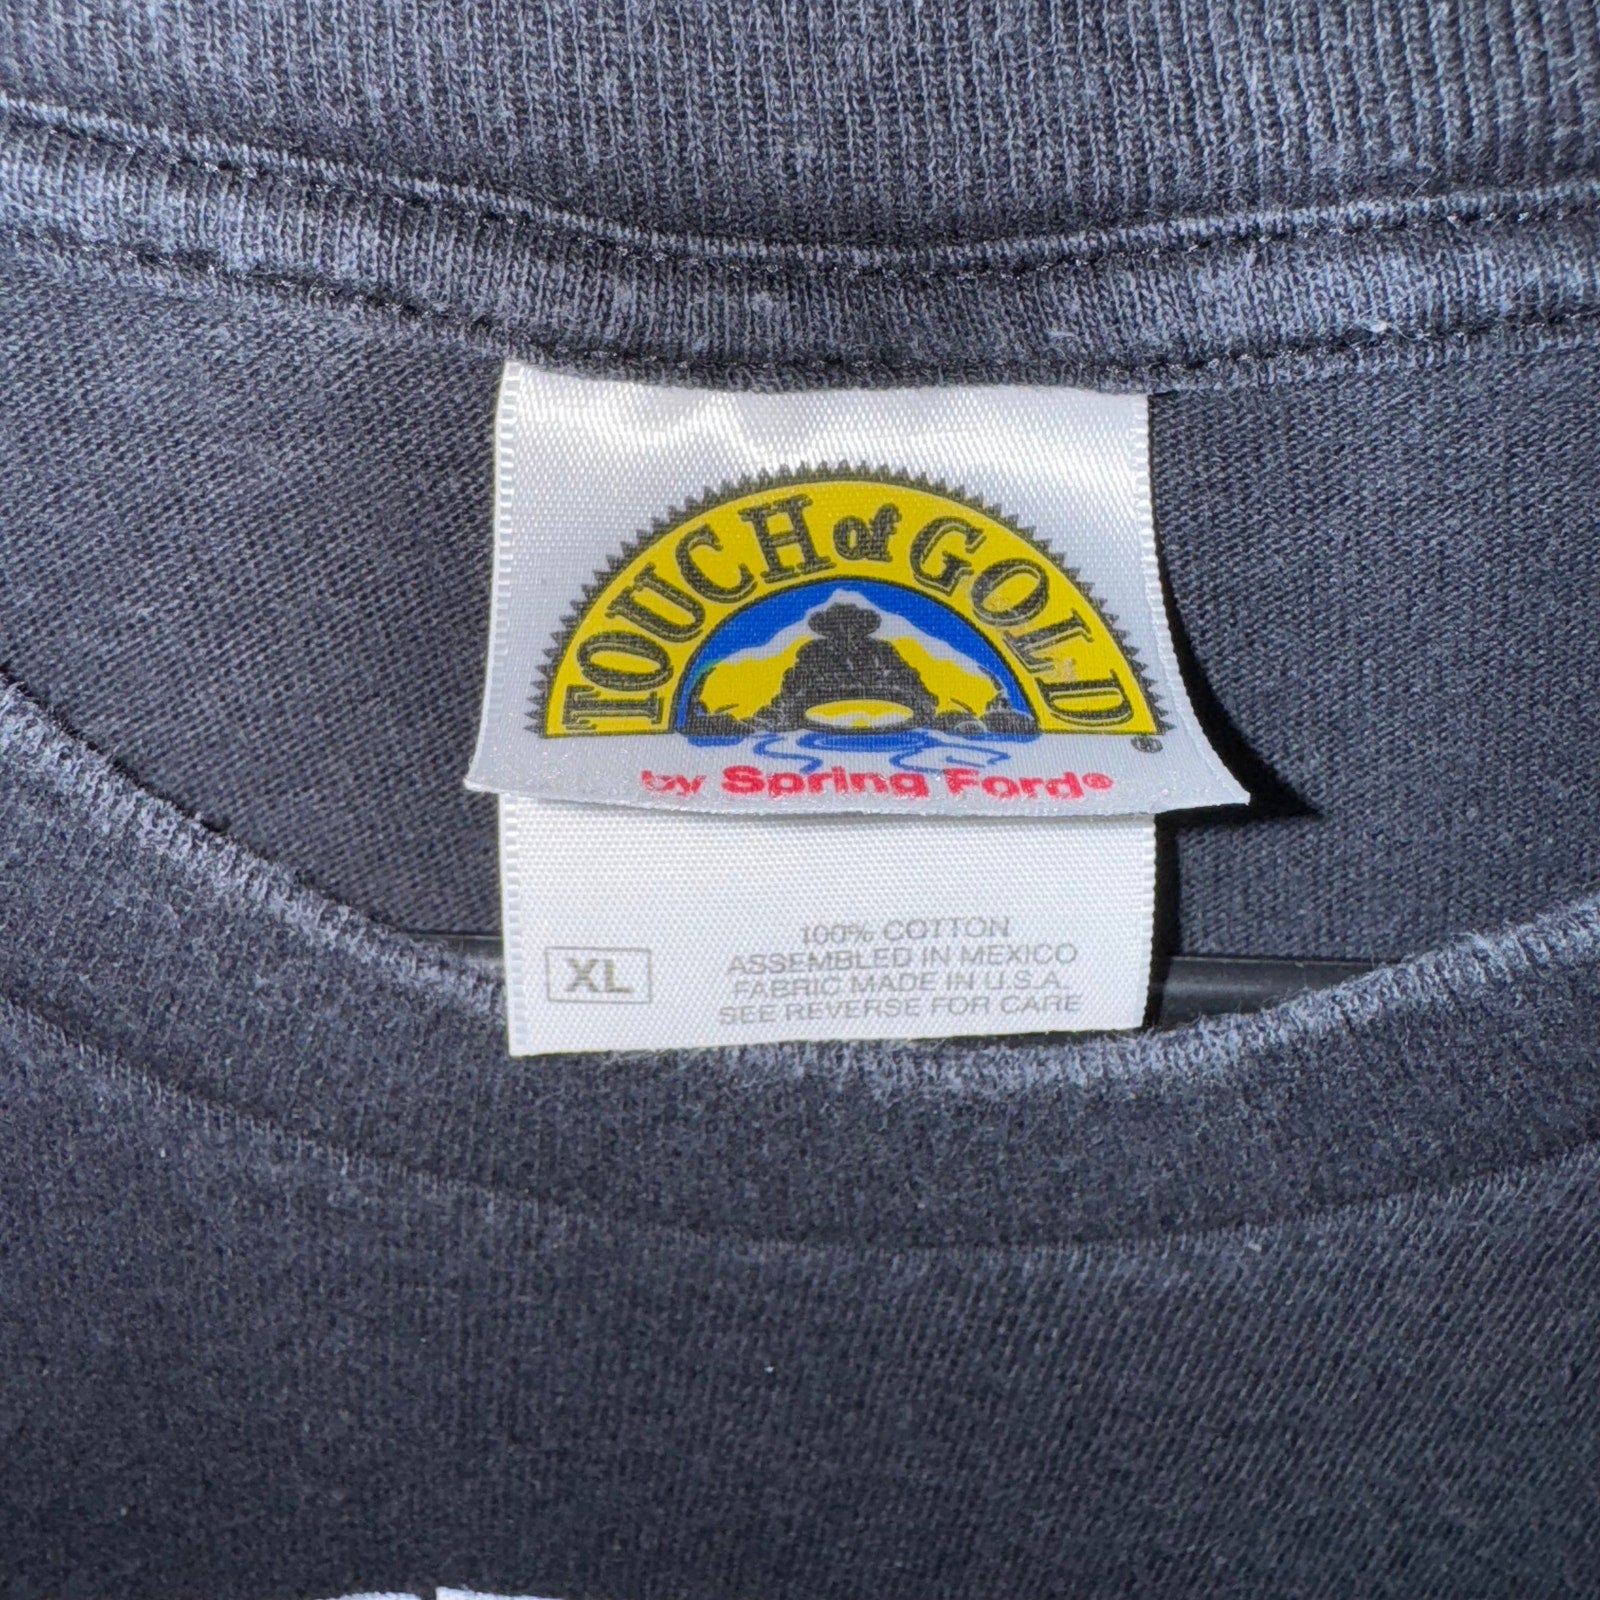 TOUCH of GOLD®
by Spring Ford®
XL
100% COTTON
ASSEMBLED IN MEXICO
FABRIC MADE IN U.S.A.
SEE REVERSE FOR CARE